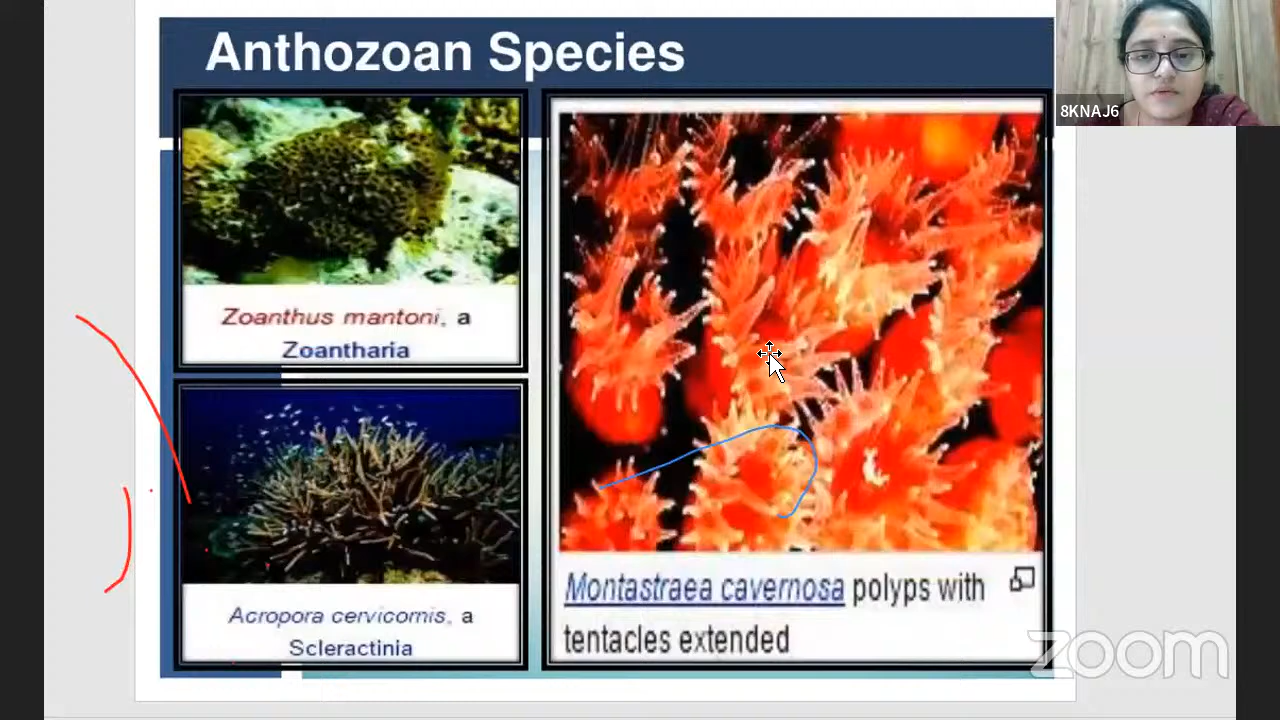 Anthozoan Species
8KNAJ6
Zoanthus mantoni, a
Zoantharia
Acropora cervicornis, a
Scleractinia
Montastraea cavernosa polyps with
tentacles extended
zoom